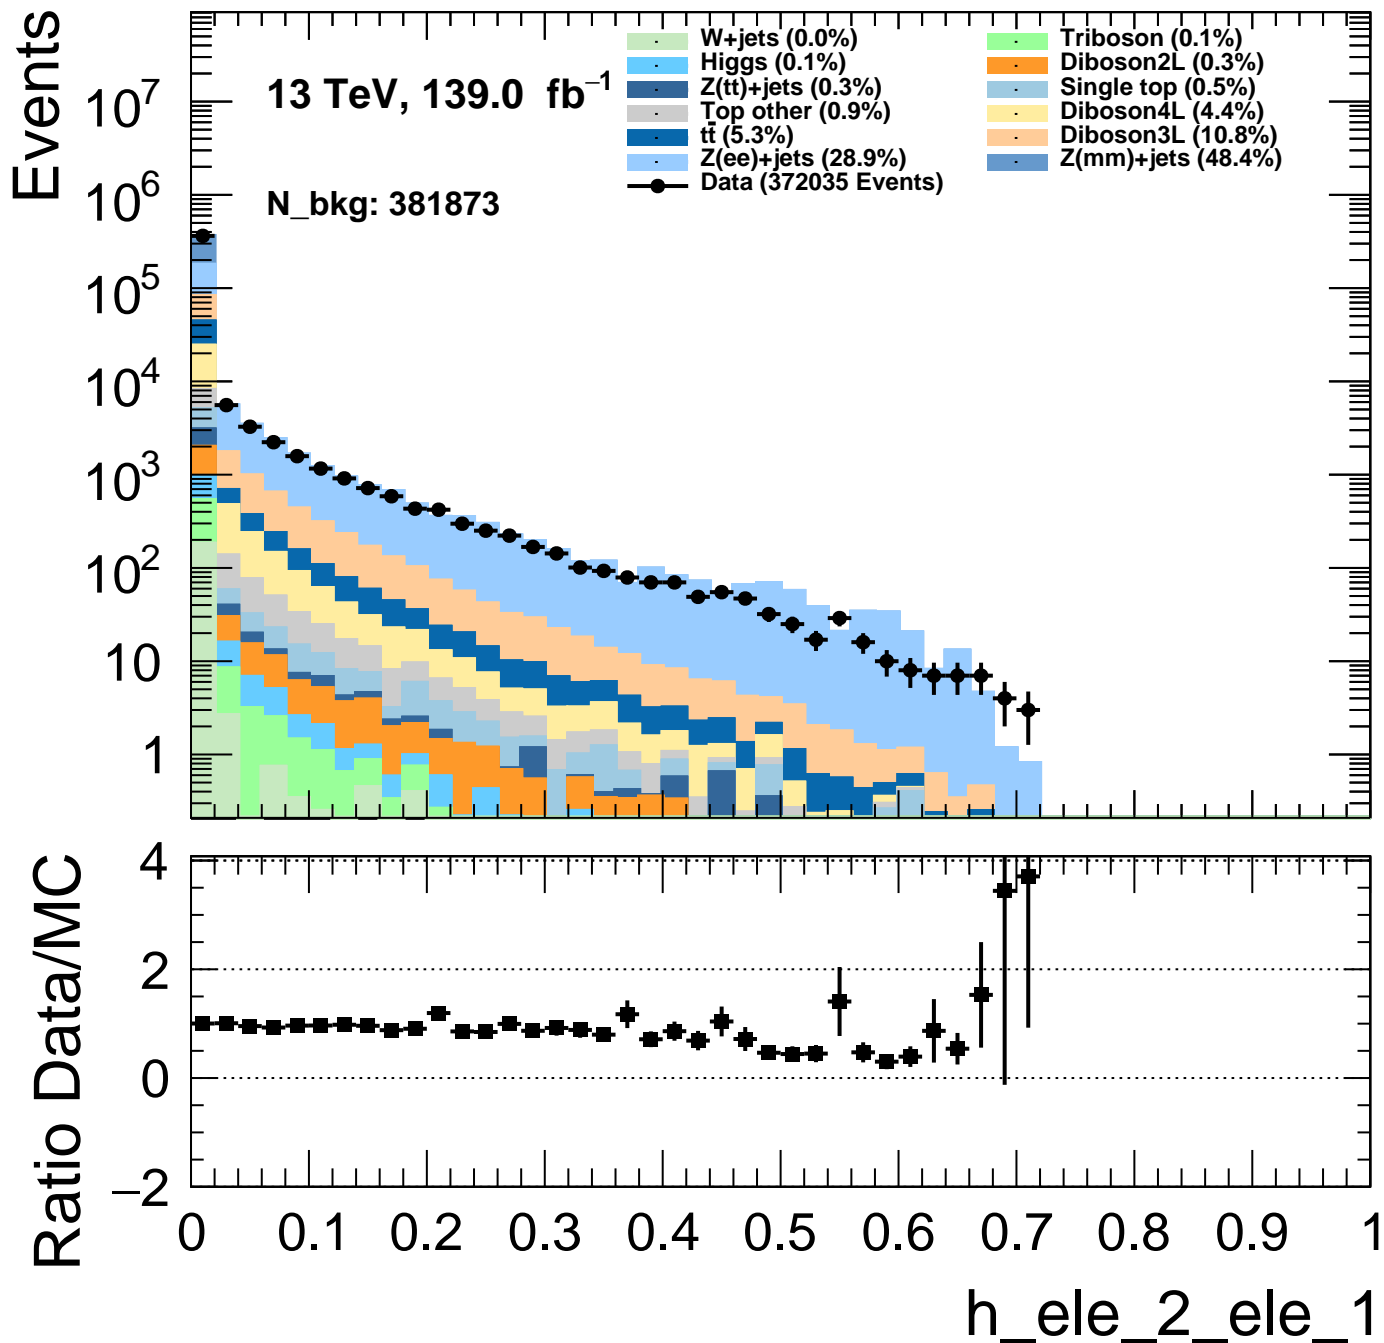 Events
10^7
10^6
10^5
10^4
10^3
10^2
10
1
13 TeV, 139.0 fb^−1
N_bkg: 381873
W+jets (0.0%)
Higgs (0.1%)
Z(tt)+jets (0.3%)
Top other (0.9%)
tt̄ (5.3%)
Z(ee)+jets (28.9%)
Data (372035 Events)
Triboson (0.1%)
Diboson2L (0.3%)
Single top (0.5%)
Diboson4L (4.4%)
Diboson3L (10.8%)
Z(mm)+jets (48.4%)
Ratio Data/MC
4
2
0
−2
0 0.1 0.2 0.3 0.4 0.5 0.6 0.7 0.8 0.9 1
h_ele_2_ele_1